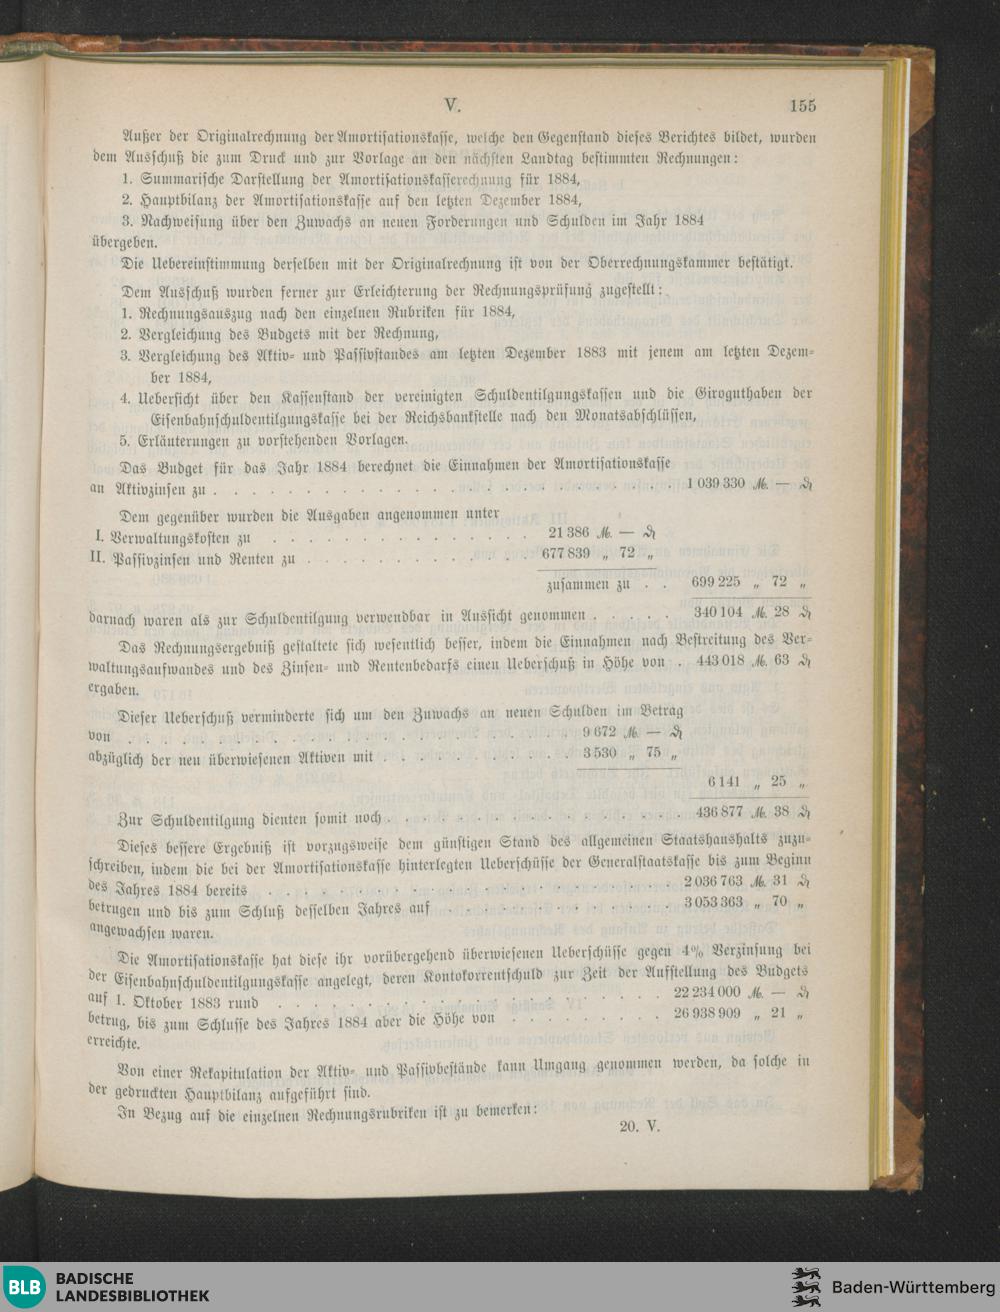 V. 155
Außer der Originalrechnung der Amortisationskasse, welche den Gegenstand dieses Berichtes bildet, wurden
dem Ausschuß die zum Druck und zur Vorlage an den nächsten Landtag bestimmten Rechnungen:
1. Summarische Darstellung der Amortisationskasserechnung für 1884,
2. Hauptbilanz der Amortisationskasse auf den letzten Dezember 1884,
3. Nachweisung über den Zuwachs an neuen Forderungen und Schulden im Jahr 1884
übergeben.
Die Uebereinstimmung derselben mit der Originalrechnung ist von der Oberrechnungskammer bestätigt.
Dem Ausschuß wurden ferner zur Erleichterung der Rechnungsprüfung zugestellt:
1. Rechnungsauszug nach den einzelnen Rubriken für 1884,
2. Vergleichung des Budgets mit der Rechnung,
3. Vergleichung des Aktiv- und Passivstandes am letzten Dezember 1883 mit jenem am letzten Dezem-
ber 1884,
4. Uebersicht über den Kassenstand der vereinigten Schuldentilgungskassen und die Giroguthaben der
Eisenbahnschuldentilgungskasse bei der Reichsbankstelle nach den Monatsabschlüssen,
5. Erläuterungen zu vorstehenden Vorlagen.
Das Budget für das Jahr 1884 berechnet die Einnahmen der Amortisationskasse
an Aktivzinsen zu . . . . . . . . . . . . . . . . . . . . . . 1 039 330 ℳ. — ₰
Dem gegenüber wurden die Ausgaben angenommen unter
I. Verwaltungskosten zu . . . . . . . . . . . . . . . 21 386 ℳ. — ₰
II. Passivzinsen und Renten zu . . . . . . . . . . . . 677 839 „ 72 „
zusammen zu . . 699 225 „ 72 „
darnach waren als zur Schuldentilgung verwendbar in Aussicht genommen . . . . . 340 104 ℳ. 28 ₰
Das Rechnungsergebniß gestaltete sich wesentlich besser, indem die Einnahmen nach Bestreitung des Ver-
waltungsaufwandes und des Zinsen- und Rentenbedarfs einen Ueberschuß in Höhe von . 443 018 ℳ. 63 ₰
ergaben.
Dieser Ueberschuß verminderte sich um den Zuwachs an neuen Schulden im Betrag
von . . . . . . . . . . . . . . . . . . . . . . . 9 672 ℳ. — ₰
abzüglich der neu überwiesenen Aktiven mit . . . . . . . . . . 3 530 „ 75 „
6 141 „ 25 „
Zur Schuldentilgung dienten somit noch . . . . . . . . . . . . . . . . 436 877 ℳ. 38 ₰
Dieses bessere Ergebniß ist vorzugsweise dem günstigen Stand des allgemeinen Staatshaushalts zuzu-
schreiben, indem die bei der Amortisationskasse hinterlegten Ueberschüsse der Generalstaatskasse bis zum Beginn
des Jahres 1884 bereits . . . . . . . . . . . . . . . . . . . . 2 036 763 ℳ. 31 ₰
betrugen und bis zum Schluß desselben Jahres auf . . . . . . . . . . . . 3 053 363 „ 70 „
angewachsen waren.
Die Amortisationskasse hat diese ihr vorübergehend überwiesenen Ueberschüsse gegen 4% Verzinsung bei
der Eisenbahnschuldentilgungskasse angelegt, deren Kontokorrentschuld zur Zeit der Aufstellung des Budgets
auf 1. Oktober 1883 rund . . . . . . . . . . . . . . . . . . . 22 234 000 ℳ. — ₰
betrug, bis zum Schlusse des Jahres 1884 aber die Höhe von . . . . . . . . . 26 938 909 „ 21 „
erreichte.
Von einer Rekapitulation der Aktiv- und Passivbestände kann Umgang genommen werden, da solche in
der gedruckten Hauptbilanz aufgeführt sind.
In Bezug auf die einzelnen Rechnungsrubriken ist zu bemerken:
20. V.
BLB BADISCHE
LANDESBIBLIOTHEK
Baden-Württemberg